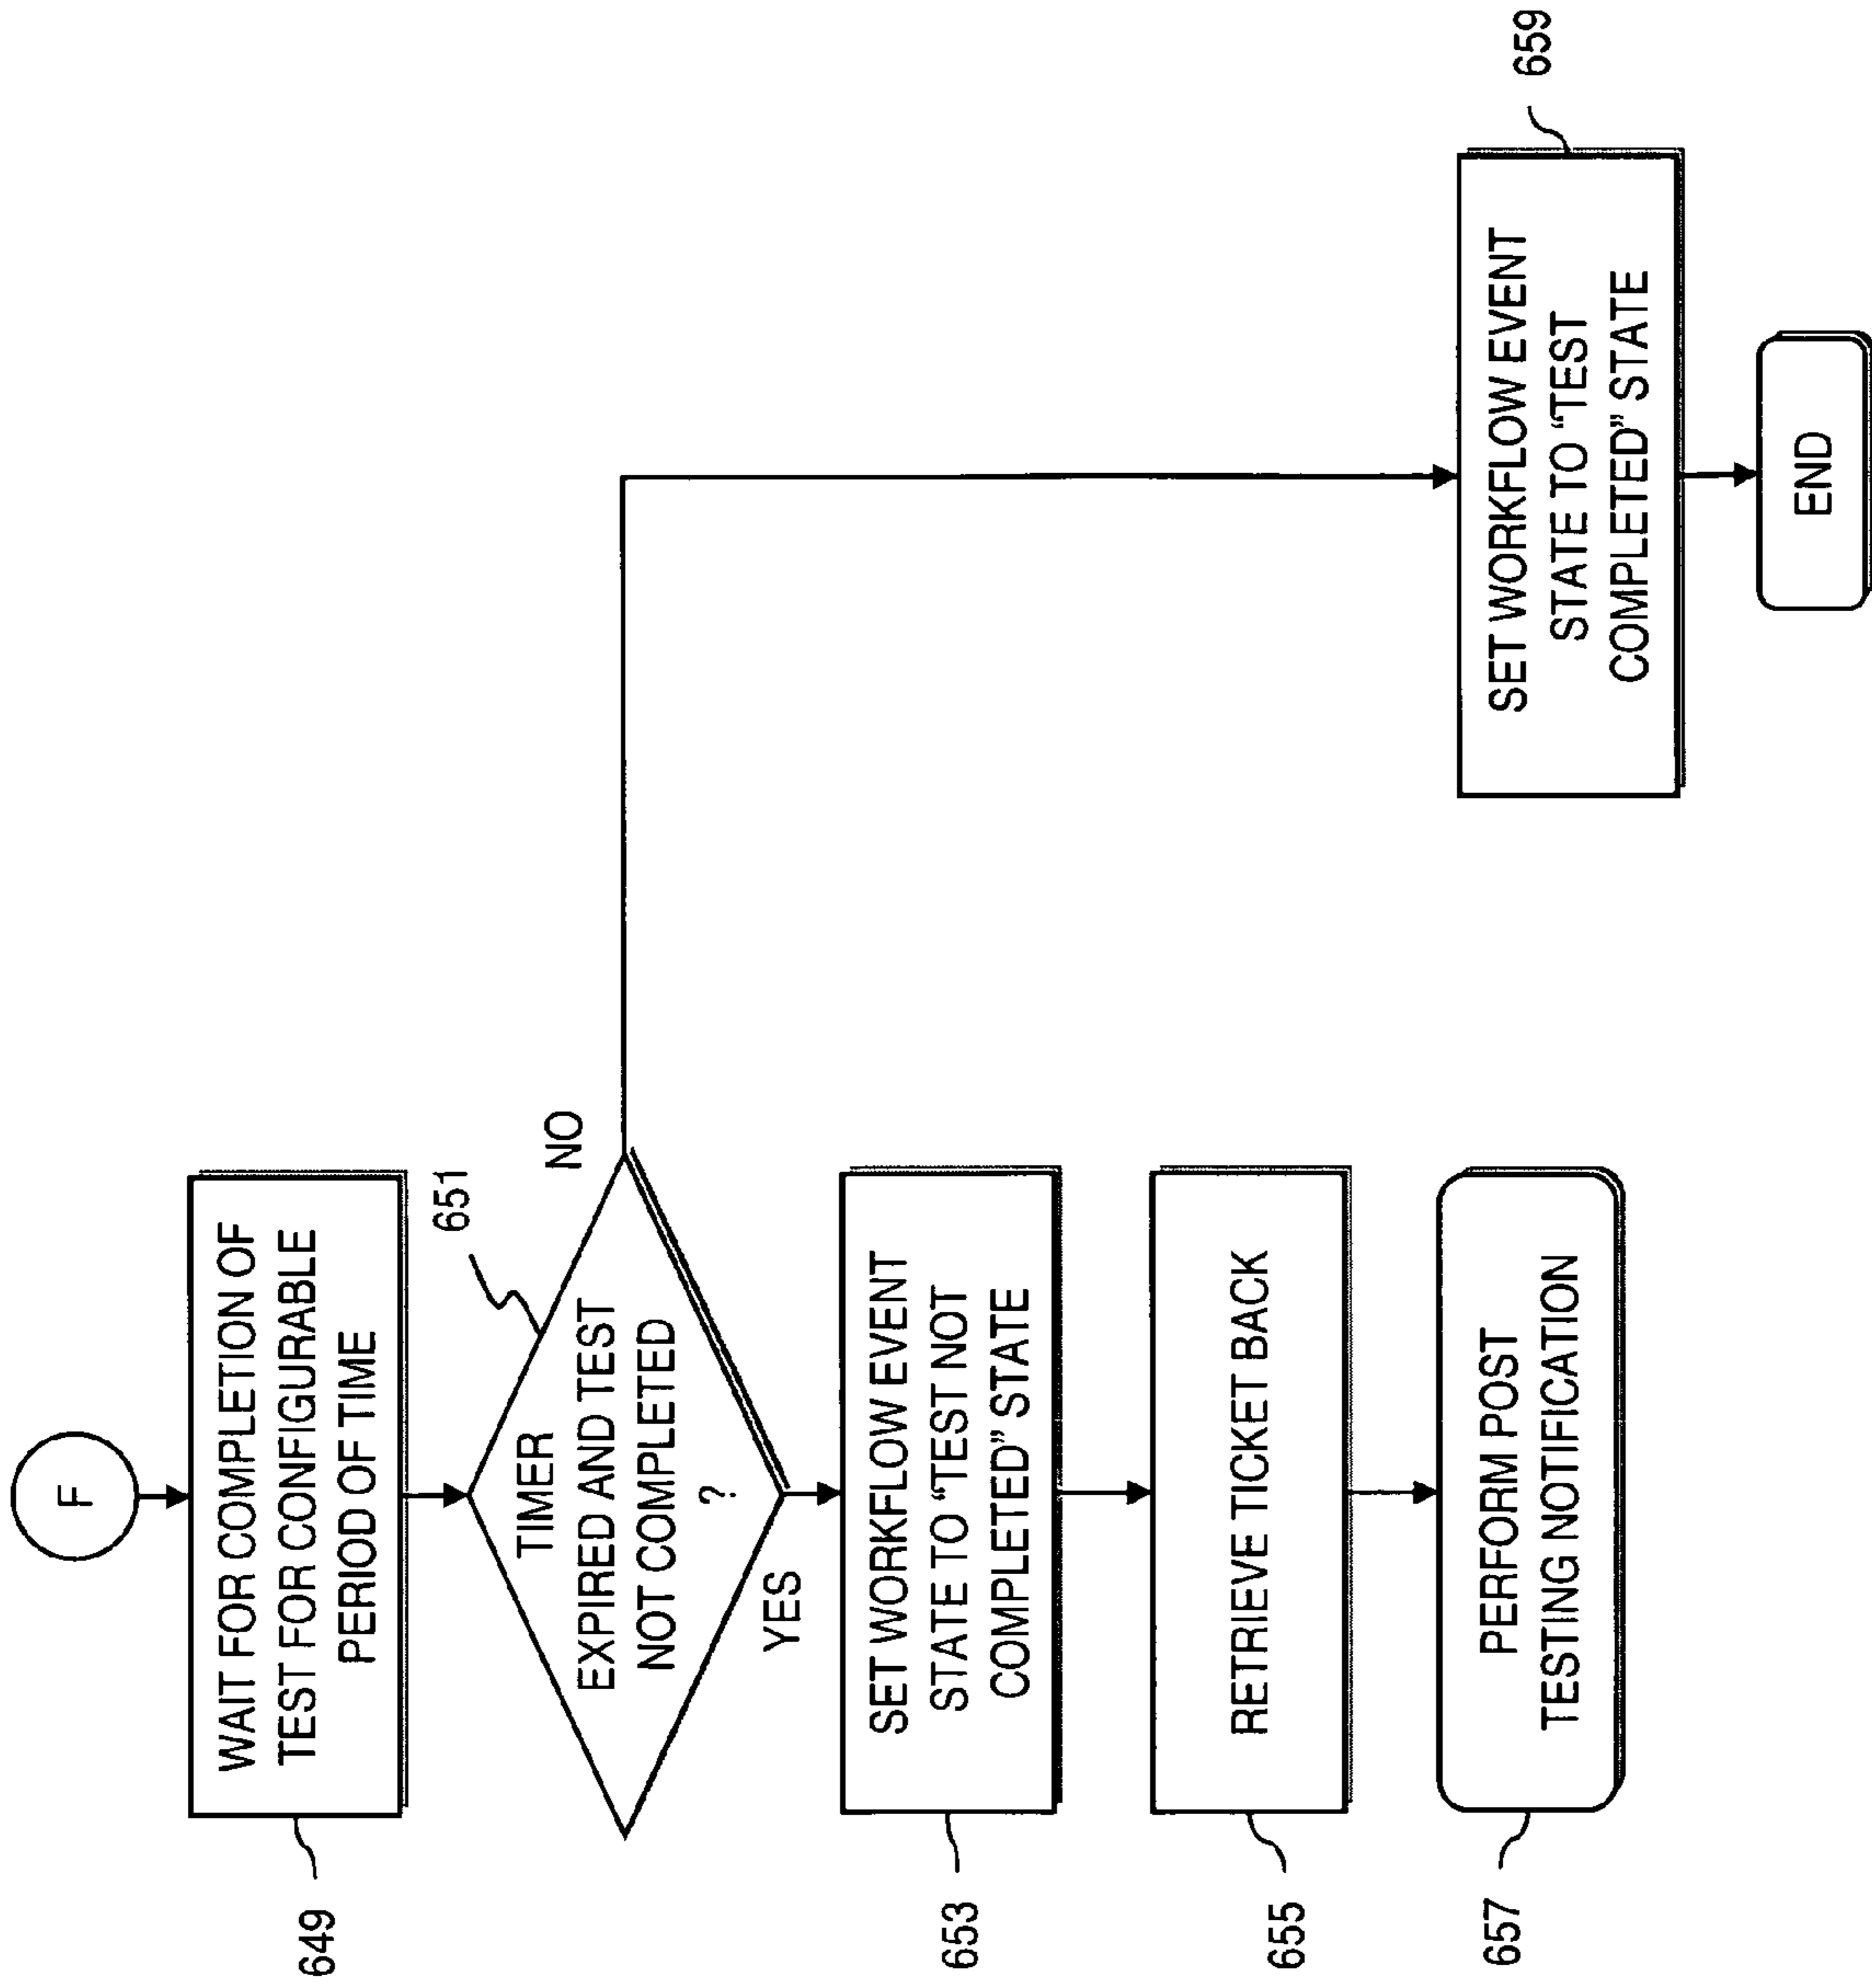 F
WAIT FOR COMPLETION OF
TEST FOR CONFIGURABLE
PERIOD OF TIME
649
TIMER
EXPIRED AND TEST
NOT COMPLETED
?
651
NO
YES
SET WORKFLOW EVENT
STATE TO “TEST NOT
COMPLETED” STATE
653
RETRIEVE TICKET BACK
655
PERFORM POST
TESTING NOTIFICATION
657
SET WORKFLOW EVENT
STATE TO “TEST
COMPLETED” STATE
659
END